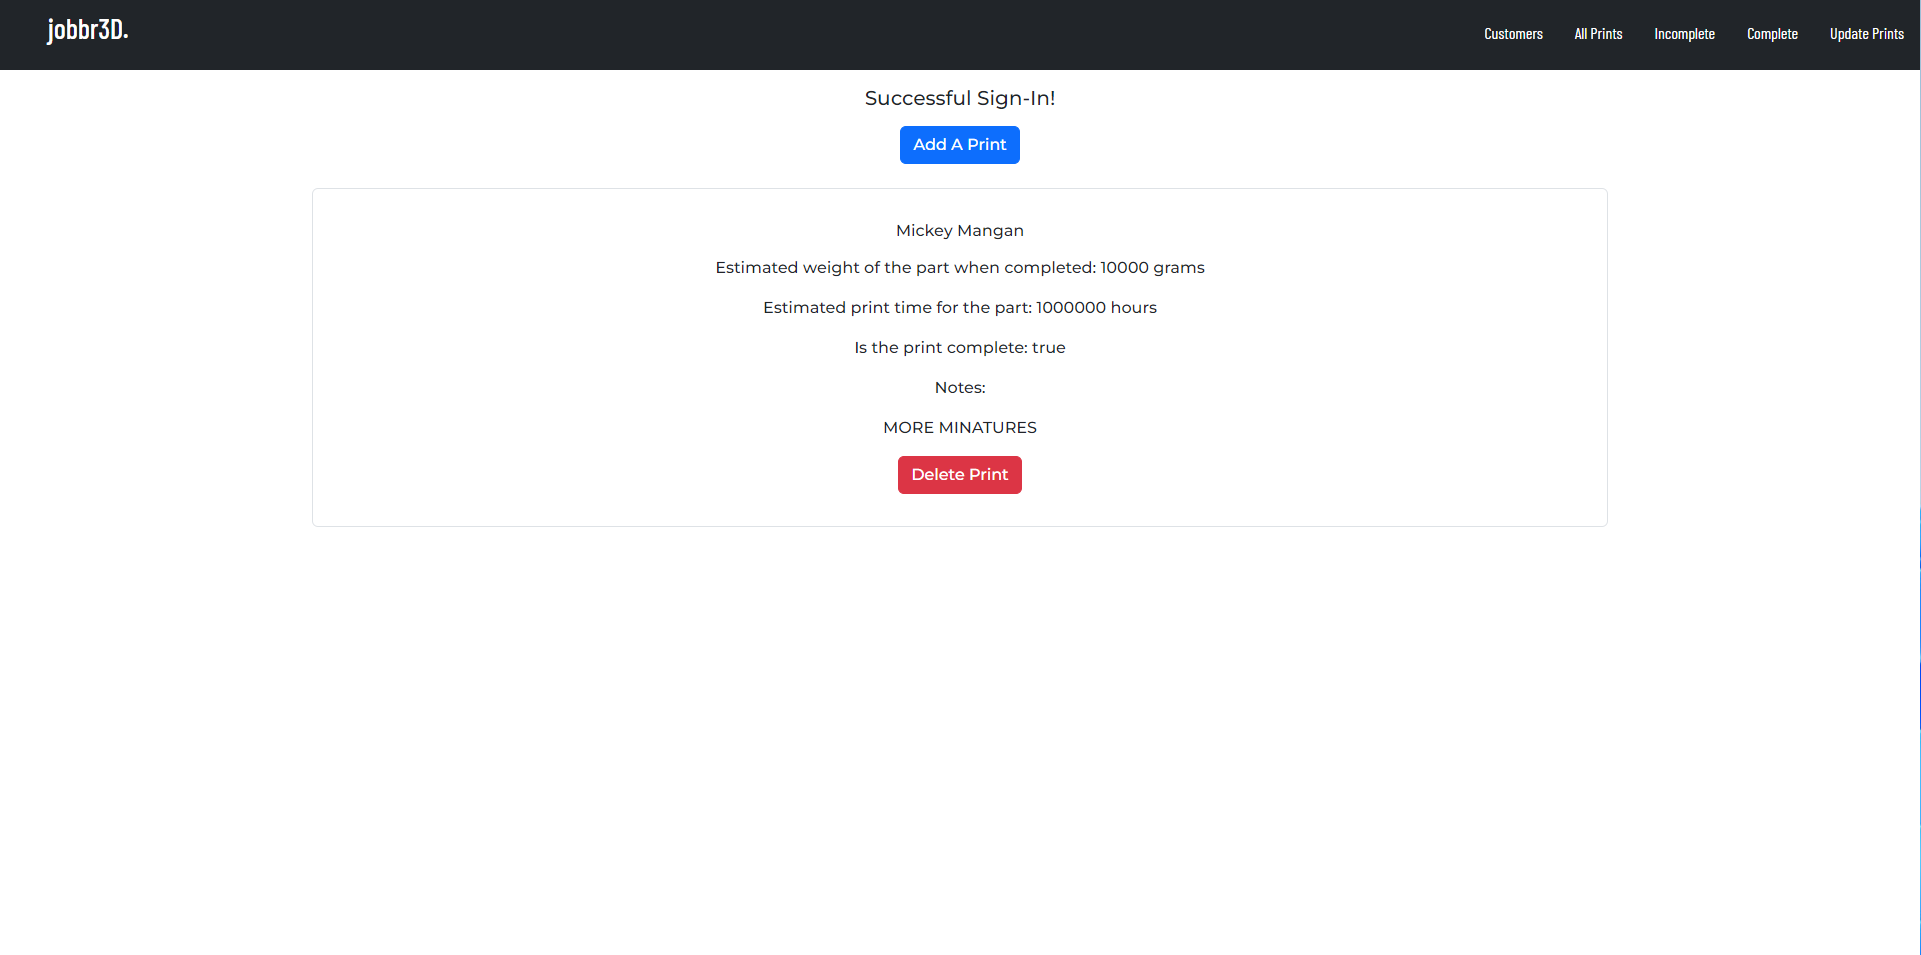 jobbr3D.
Customers All Prints Incomplete Complete Update Prints
Successful Sign-In!
Add A Print
Mickey Mangan
Estimated weight of the part when completed: 10000 grams
Estimated print time for the part: 1000000 hours
Is the print complete: true
Notes:
MORE MINATURES
Delete Print